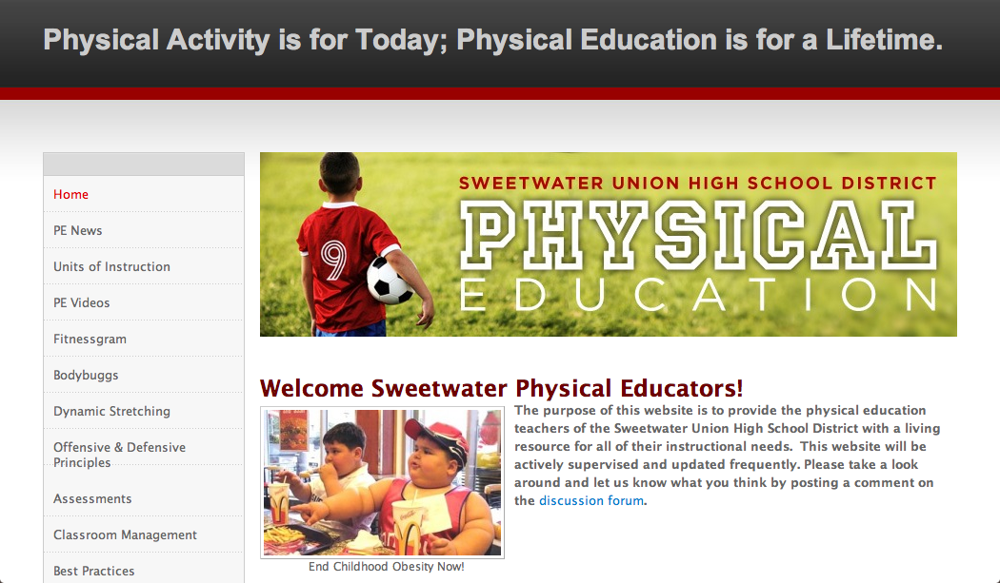 Physical Activity is for Today; Physical Education is for a Lifetime.
Home
PE News
Units of Instruction
PE Videos
Fitnessgram
Bodybuggs
Dynamic Stretching
Offensive & Defensive
Principles
Assessments
Classroom Management
Best Practices
9
SWEETWATER UNION HIGH SCHOOL DISTRICT
PHYSICAL
EDUCATION
Welcome Sweetwater Physical Educators!
The purpose of this website is to provide the physical education
teachers of the Sweetwater Union High School District with a living
resource for all of their instructional needs.  This website will be
actively supervised and updated frequently. Please take a look
around and let us know what you think by posting a comment on
the discussion forum.
End Childhood Obesity Now!